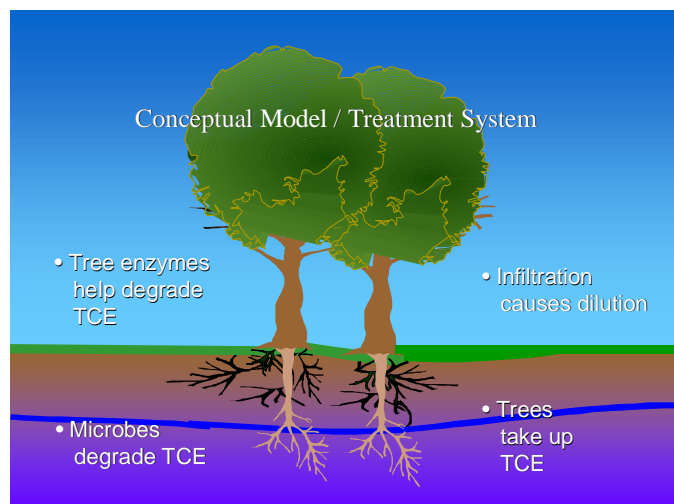 Conceptual Model / Treatment System
• Tree enzymes
help degrade
TCE
• Infiltration
causes dilution
• Microbes
degrade TCE
• Trees
take up
TCE